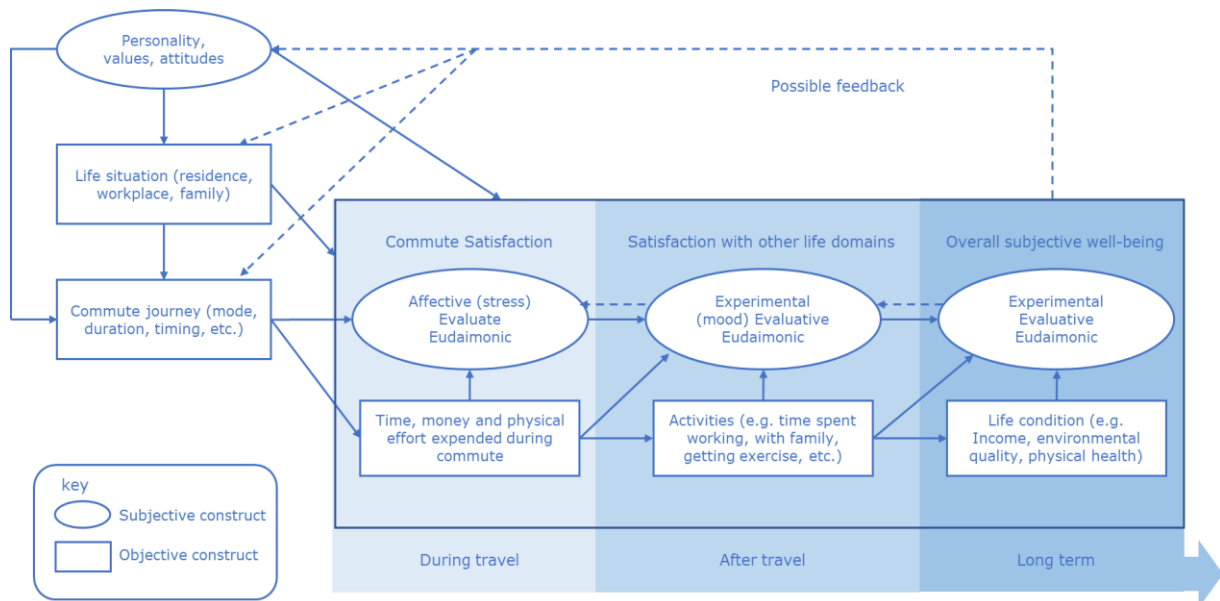 Personality,
values, attitudes
Possible feedback
Life situation (residence,
workplace, family)
Commute journey (mode,
duration, timing, etc.)
Commute Satisfaction
Satisfaction with other life domains
Overall subjective well-being
Affective (stress)
Evaluate
Eudaimonic
Experimental
(mood) Evaluative
Eudaimonic
Experimental
Evaluative
Eudaimonic
Time, money and physical
effort expended during
commute
Activities (e.g. time spent
working, with family,
getting exercise, etc.)
Life condition (e.g.
Income, environmental
quality, physical health)
key
Subjective construct
Objective construct
During travel
After travel
Long term